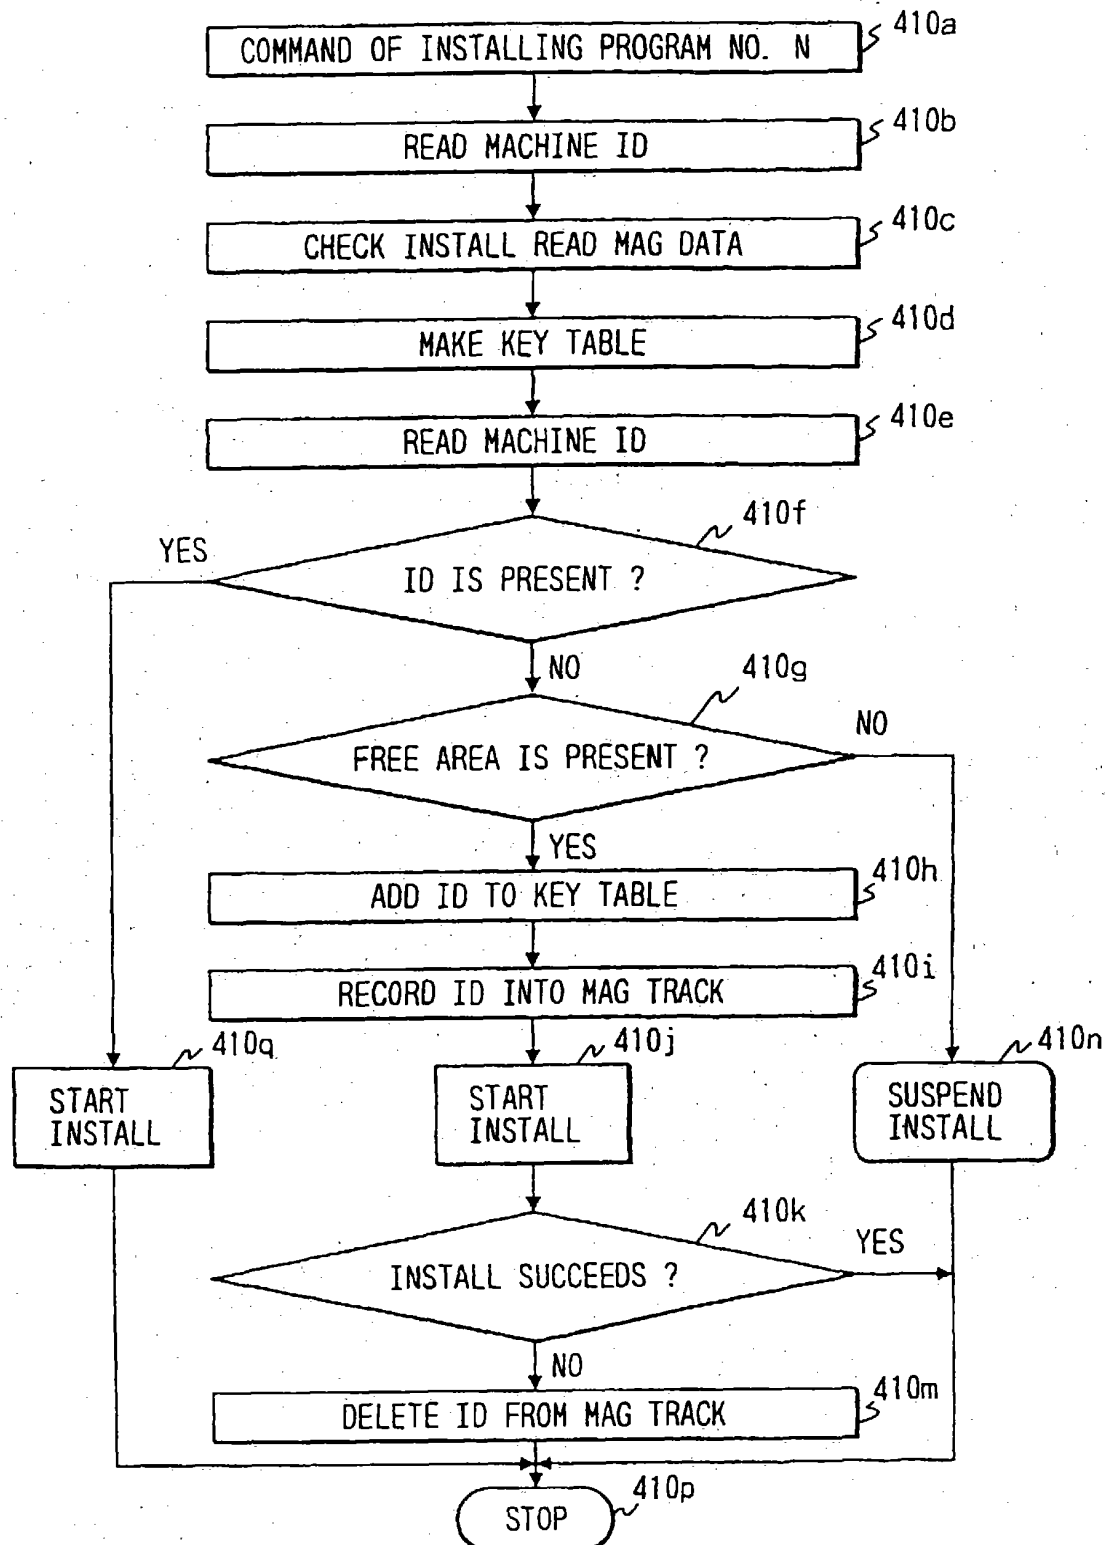 410a
COMMAND OF INSTALLING PROGRAM NO. N
410b
READ MACHINE ID
410c
CHECK INSTALL READ MAG DATA
410d
MAKE KEY TABLE
410e
READ MACHINE ID
410f
YES
ID IS PRESENT ?
NO
410g
NO
FREE AREA IS PRESENT ?
YES
410h
ADD ID TO KEY TABLE
410i
RECORD ID INTO MAG TRACK
410q
410j
410n
START
INSTALL
START
INSTALL
SUSPEND
INSTALL
410k
YES
INSTALL SUCCEEDS ?
NO
410m
DELETE ID FROM MAG TRACK
410p
STOP